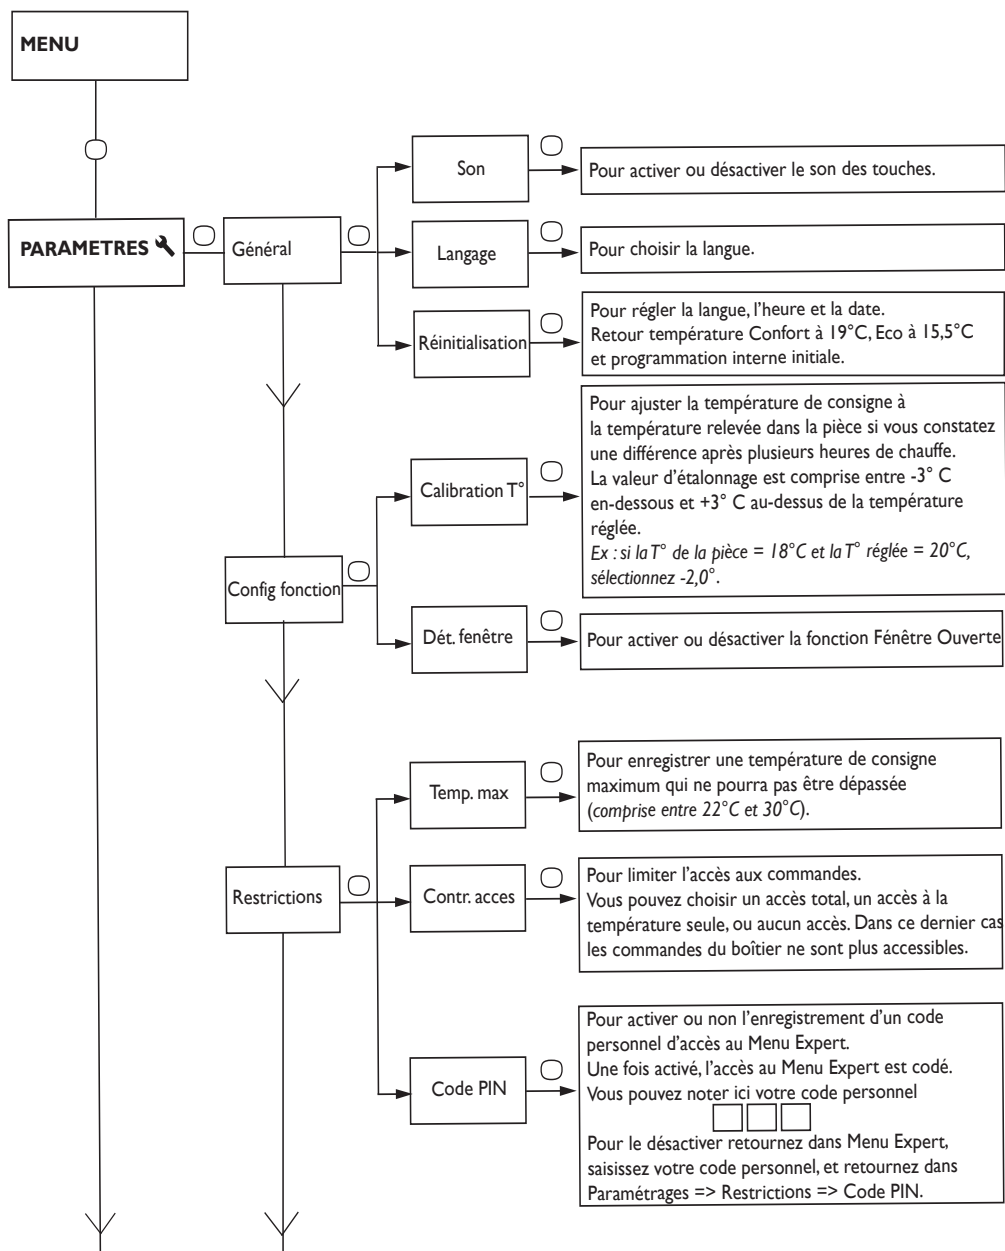 MENU
Son
Pour activer ou désactiver le son des touches.
PARAMETRES
Général
Langage
Pour choisir la langue.
Réinitialisation
Pour régler la langue, l'heure et la date.
Retour température Confort à 19°C, Eco à 15,5°C
et programmation interne initiale.
Calibration T°
Pour ajuster la température de consigne à
la température relevée dans la pièce si vous constatez
une différence après plusieurs heures de chauffe.
La valeur d'étalonnage est comprise entre -3° C
en-dessous et +3° C au-dessus de la température
réglée.
Ex : si la T° de la pièce = 18°C et la T° réglée = 20°C,
sélectionnez -2,0°.
Config fonction
Dét. fenêtre
Pour activer ou désactiver la fonction Fénêtre Ouverte
Temp. max
Pour enregistrer une température de consigne
maximum qui ne pourra pas être dépassée
(comprise entre 22°C et 30°C).
Restrictions
Contr. acces
Pour limiter l'accès aux commandes.
Vous pouvez choisir un accès total, un accès à la
température seule, ou aucun accès. Dans ce dernier cas
les commandes du boîtier ne sont plus accessibles.
Code PIN
Pour activer ou non l'enregistrement d'un code
personnel d'accès au Menu Expert.
Une fois activé, l'accès au Menu Expert est codé.
Vous pouvez noter ici votre code personnel
Pour le désactiver retournez dans Menu Expert,
saisissez votre code personnel, et retournez dans
Paramétrages => Restrictions => Code PIN.